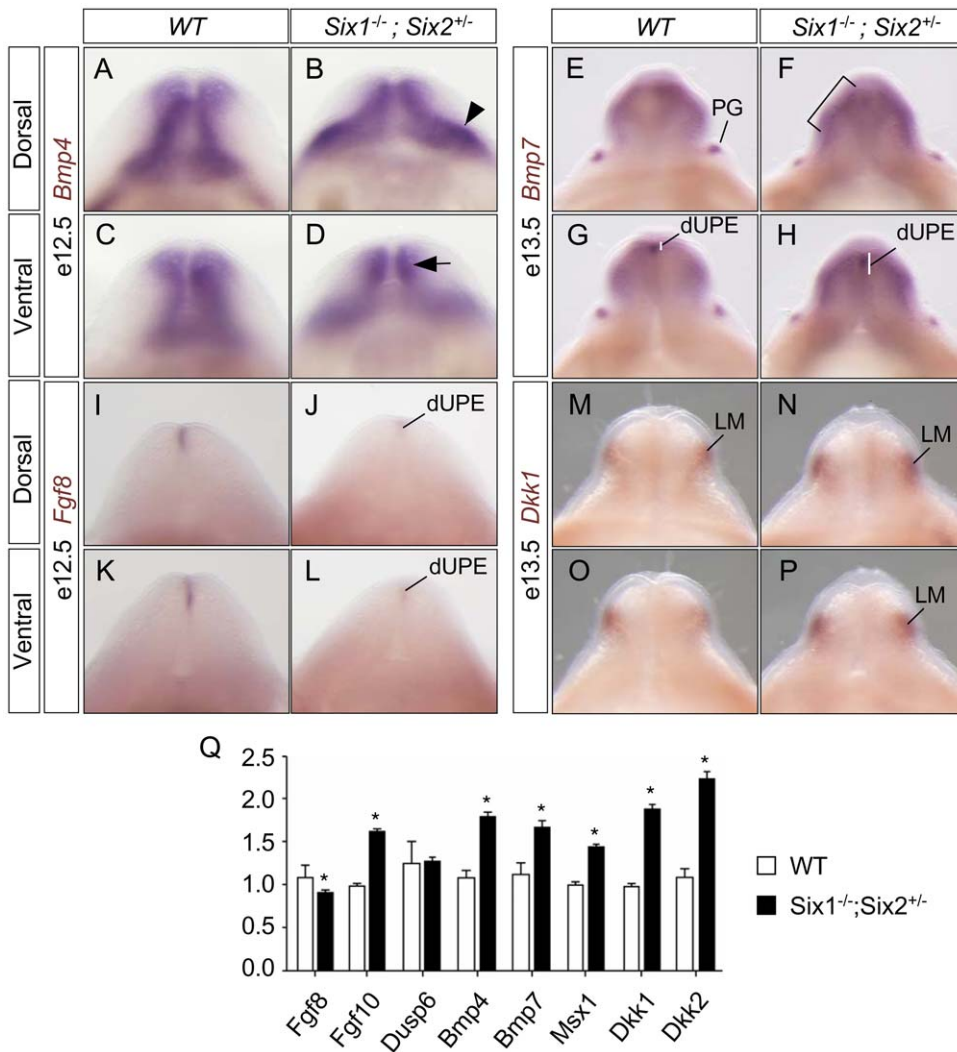 WT
Six1-/- ; Six2+/-
WT
Six1-/- ; Six2+/-
Dorsal
Ventral
e12.5 Bmp4
A
B
C
D
Dorsal
Ventral
e12.5 Fgf8
I
J
dUPE
K
L
dUPE
e13.5 Bmp7
E
PG
F
G
dUPE
H
dUPE
e13.5 Dkk1
M
LM
N
LM
O
P
LM
Q
2.5
2.0
1.5
1.0
0.5
0.0
* * * * * * *
Fgf8 Fgf10 Dusp6 Bmp4 Bmp7 Msx1 Dkk1 Dkk2
WT
Six1-/-;Six2+/-